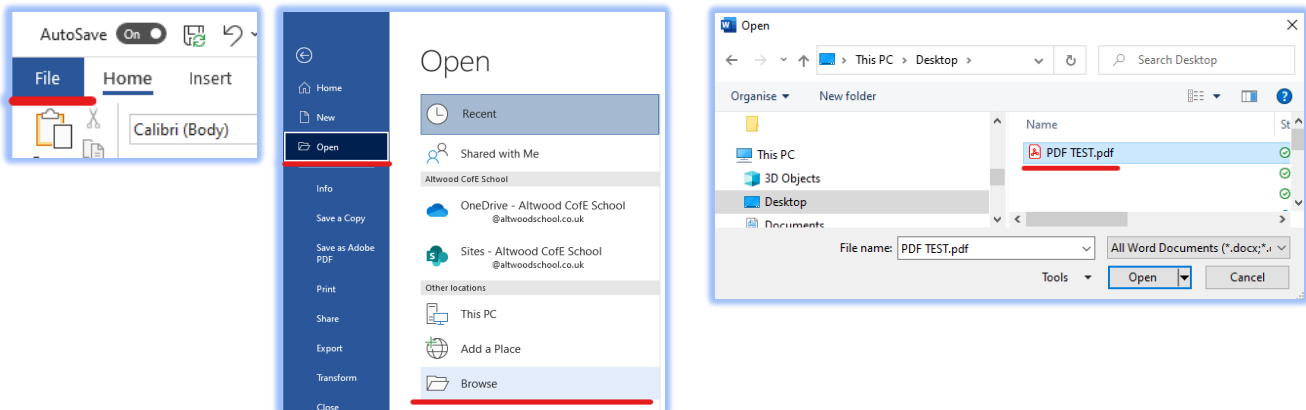 AutoSave On
File Home Insert
Calibri (Body)
Open
Home
New
Open
Info
Save a Copy
Save as Adobe
PDF
Print
Share
Export
Transform
Close
Recent
Shared with Me
Altwood CofE School
OneDrive - Altwood CofE School
@altwoodschool.co.uk
Sites - Altwood CofE School
@altwoodschool.co.uk
Other locations
This PC
Add a Place
Browse
Open
This PC > Desktop >
Search Desktop
Organise New folder
This PC
3D Objects
Desktop
Documents
Name St
PDF TEST.pdf
File name: PDF TEST.pdf All Word Documents (*.docx;*.
Tools Open Cancel